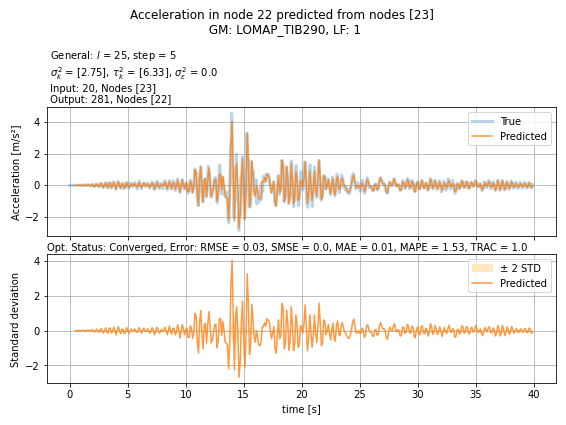 Acceleration in node 22 predicted from nodes [23]
GM: LOMAP_TIB290, LF: 1
General: l = 25, step = 5
σ²ₖ = [2.75], τ²ₖ = [6.33], σ²ε = 0.0
Input: 20, Nodes [23]
Output: 281, Nodes [22]
Acceleration [m/s²]
4
2
0
−2
True
Predicted
Opt. Status: Converged, Error: RMSE = 0.03, SMSE = 0.0, MAE = 0.01, MAPE = 1.53, TRAC = 1.0
Standard deviation
4
2
0
−2
± 2 STD
Predicted
0 5 10 15 20 25 30 35 40
time [s]